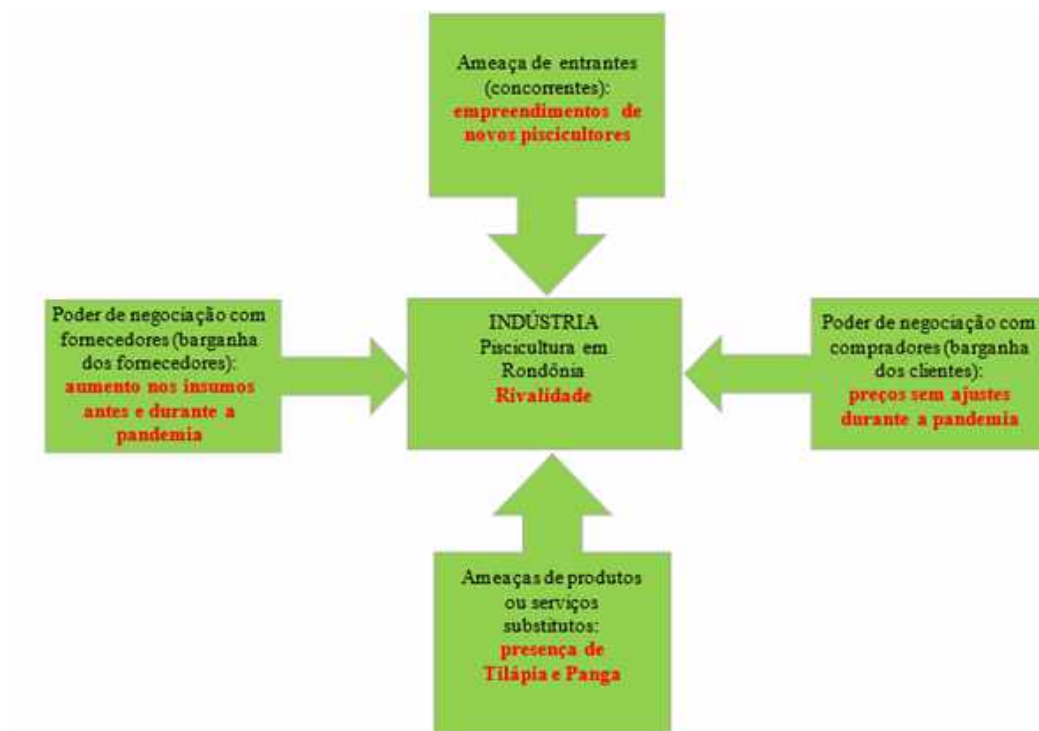 Ameaça de entrantes
(concorrentes):
empreendimentos de
novos piscicultores
Poder de negociação com
fornecedores (barganha
dos fornecedores):
aumento nos insumos
antes e durante a
pandemia
INDÚSTRIA
Piscicultura em
Rondônia
Rivalidade
Poder de negociação com
compradores (barganha
dos clientes):
preços sem ajustes
durante a pandemia
Ameaças de produtos
ou serviços
substitutos:
presença de
Tilápia e Panga